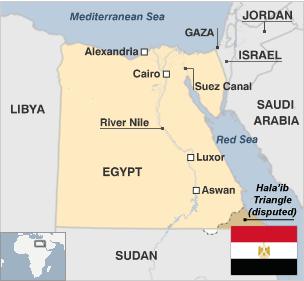 Mediterranean Sea
JORDAN
GAZA
Alexandria
ISRAEL
Cairo
Suez Canal
LIBYA
SAUDI
ARABIA
River Nile
Red Sea
Luxor
EGYPT
Aswan
Hala'ib
Triangle
(disputed)
SUDAN